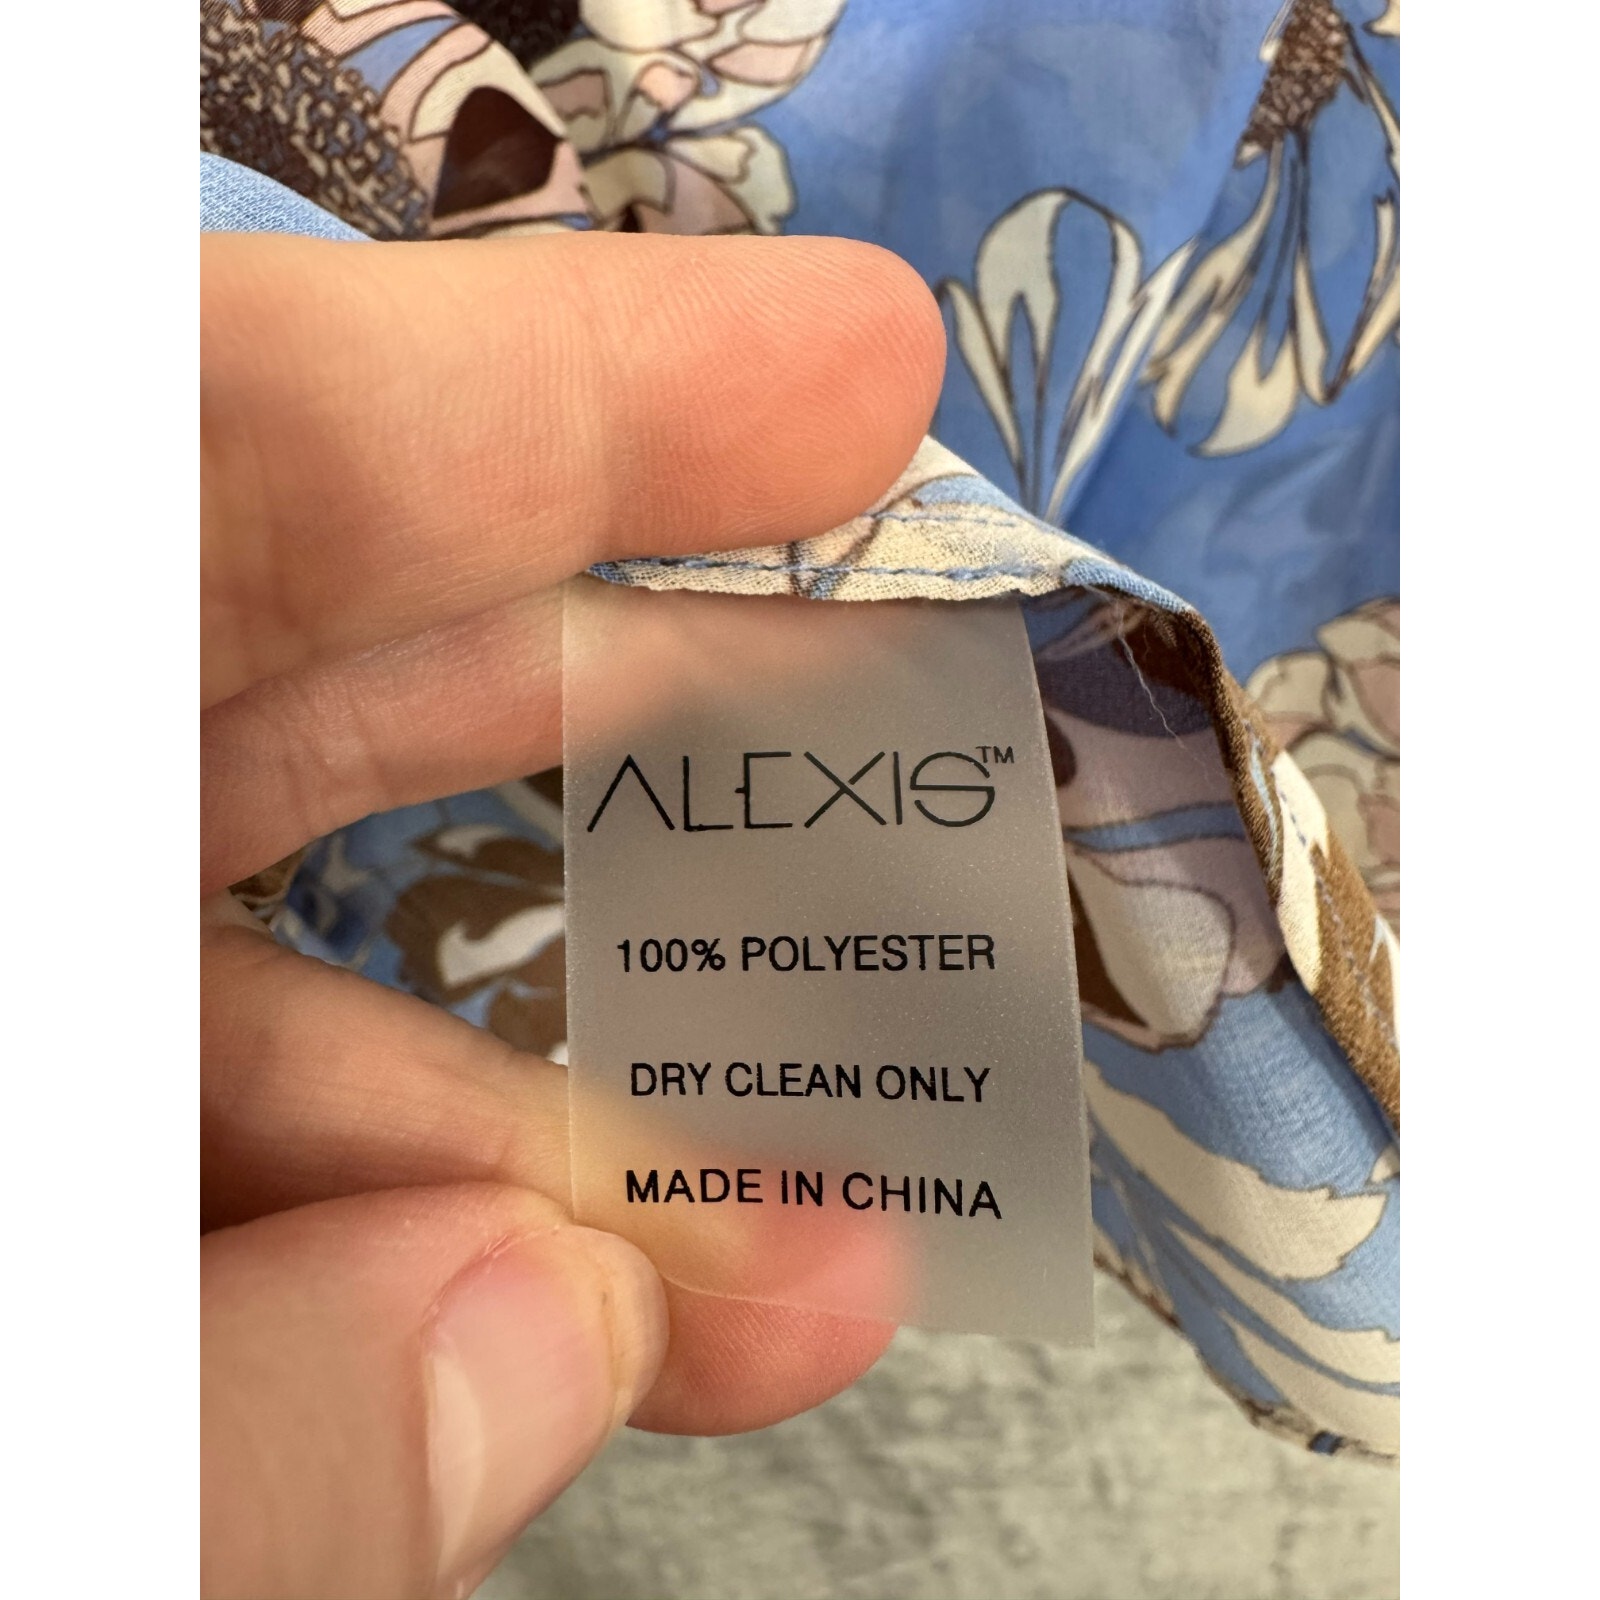 ALEXIS™
100% POLYESTER
DRY CLEAN ONLY
MADE IN CHINA